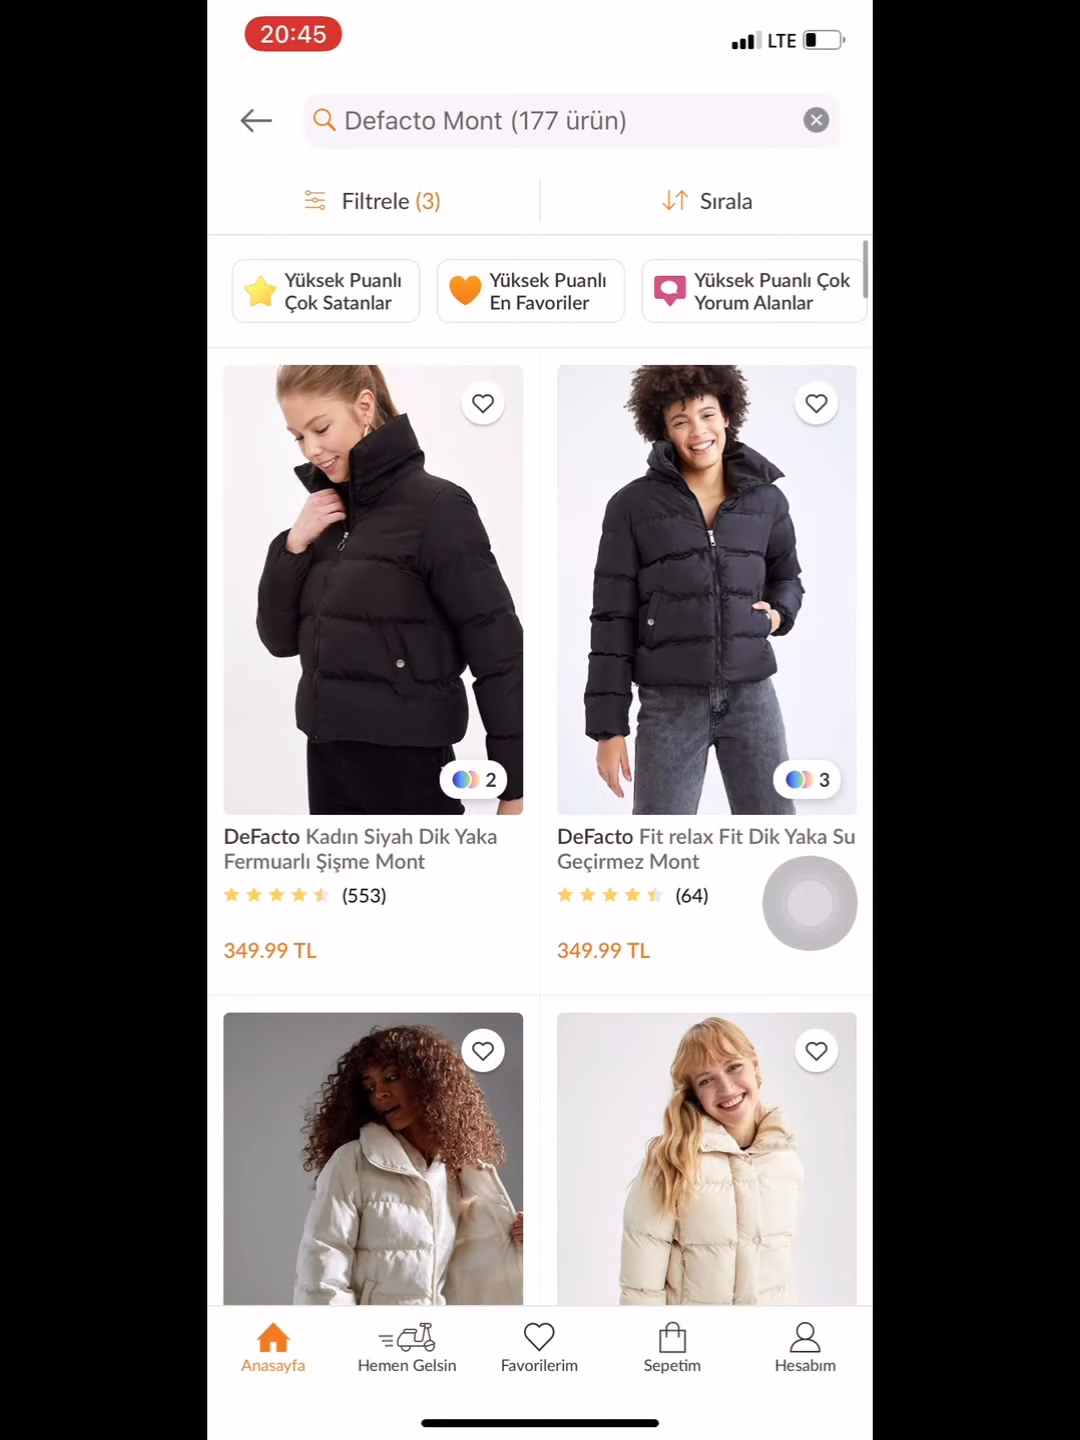 20:45
LTE
Defacto Mont (177 ürün)
Filtrele (3)
Sırala
Yüksek Puanlı
Çok Satanlar
Yüksek Puanlı
En Favoriler
Yüksek Puanlı Çok
Yorum Alanlar
2
3
DeFacto Kadın Siyah Dik Yaka
Fermuarlı Şişme Mont
(553)
349.99 TL
DeFacto Fit relax Fit Dik Yaka Su
Geçirmez Mont
(64)
349.99 TL
Anasayfa
Hemen Gelsin
Favorilerim
Sepetim
Hesabım